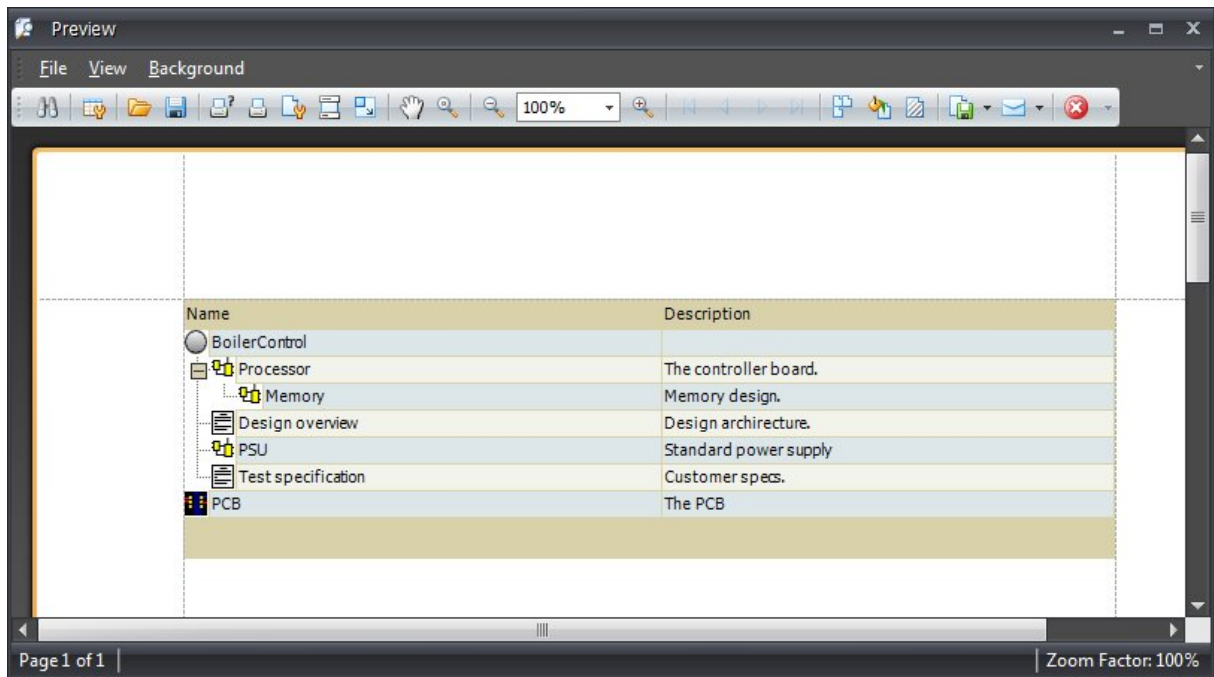 Preview
File View Background
100%
Name Description
BoilerControl
Processor The controller board.
Memory Memory design.
Design overview Design archirecture.
PSU Standard power supply
Test specification Customer specs.
PCB The PCB
Page 1 of 1 Zoom Factor: 100%